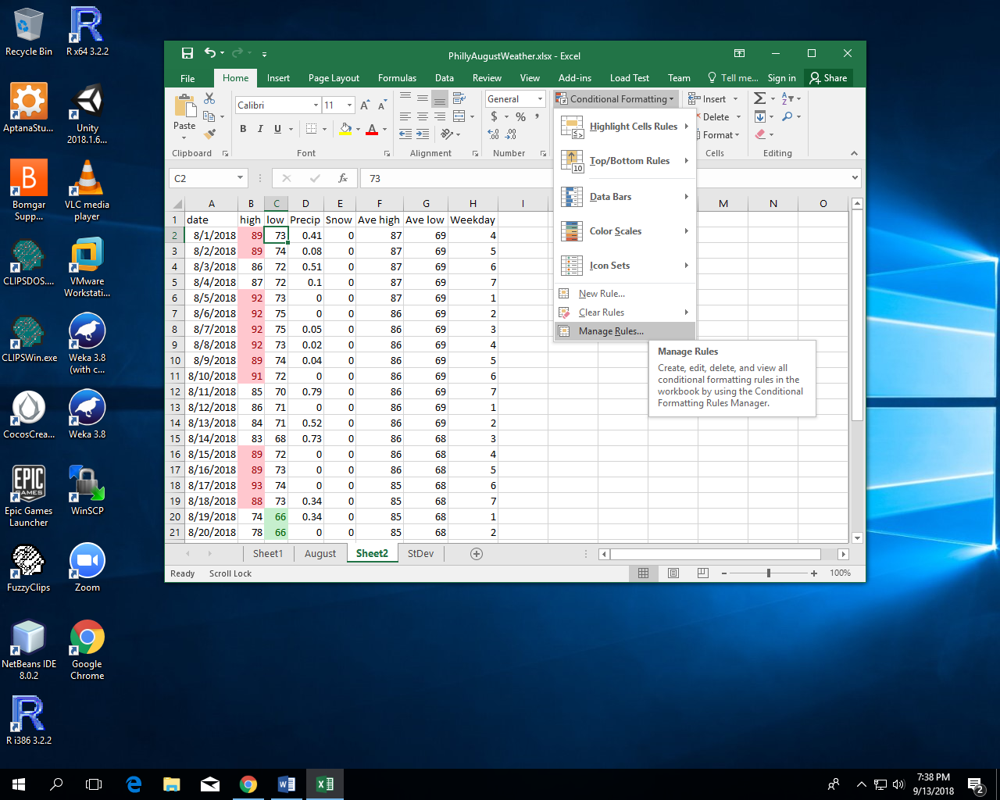 Recycle Bin
R x64 3.2.2
AptanaStu...
Unity
2018.1.6...
Bomgar
Supp...
VLC media
player
CLIPSDOS....
VMware
Workstati...
CLIPSWin.exe
Weka 3.8
(with c...
CocosCrea...
Weka 3.8
Epic Games
Launcher
WinSCP
FuzzyClips
Zoom
NetBeans IDE
8.0.2
Google
Chrome
R i386 3.2.2
PhillyAugustWeather.xlsx - Excel
File Home Insert Page Layout Formulas Data Review View Add-ins Load Test Team Tell me... Sign in Share
Paste
Calibri 11
B I U
General
$ % ,
Conditional Formatting
Insert
Delete
Format
Clipboard Font Alignment Number Cells Editing
C2 fx 73
A B C D E F G H I M N O
1 date high low Precip Snow Ave high Ave low Weekday
2 8/1/2018 89 73 0.41 0 87 69 4
3 8/2/2018 89 74 0.08 0 87 69 5
4 8/3/2018 86 72 0.51 0 87 69 6
5 8/4/2018 87 72 0.1 0 87 69 7
6 8/5/2018 92 73 0 0 87 69 1
7 8/6/2018 92 75 0 0 86 69 2
8 8/7/2018 92 75 0.05 0 86 69 3
9 8/8/2018 92 73 0.02 0 86 69 4
10 8/9/2018 89 74 0.04 0 86 69 5
11 8/10/2018 91 72 0 0 86 69 6
12 8/11/2018 85 70 0.79 0 86 69 7
13 8/12/2018 86 71 0 0 86 69 1
14 8/13/2018 84 71 0.52 0 86 69 2
15 8/14/2018 83 68 0.73 0 86 68 3
16 8/15/2018 89 72 0 0 86 68 4
17 8/16/2018 89 73 0 0 86 68 5
18 8/17/2018 93 74 0 0 85 68 6
19 8/18/2018 88 73 0.34 0 85 68 7
20 8/19/2018 74 66 0.34 0 85 68 1
21 8/20/2018 78 66 0 0 85 68 2
Highlight Cells Rules
Top/Bottom Rules
Data Bars
Color Scales
Icon Sets
New Rule...
Clear Rules
Manage Rules...
Manage Rules
Create, edit, delete, and view all
conditional formatting rules in the
workbook by using the Conditional
Formatting Rules Manager.
Sheet1 August Sheet2 StDev
Ready Scroll Lock 100%
7:38 PM
9/13/2018
2